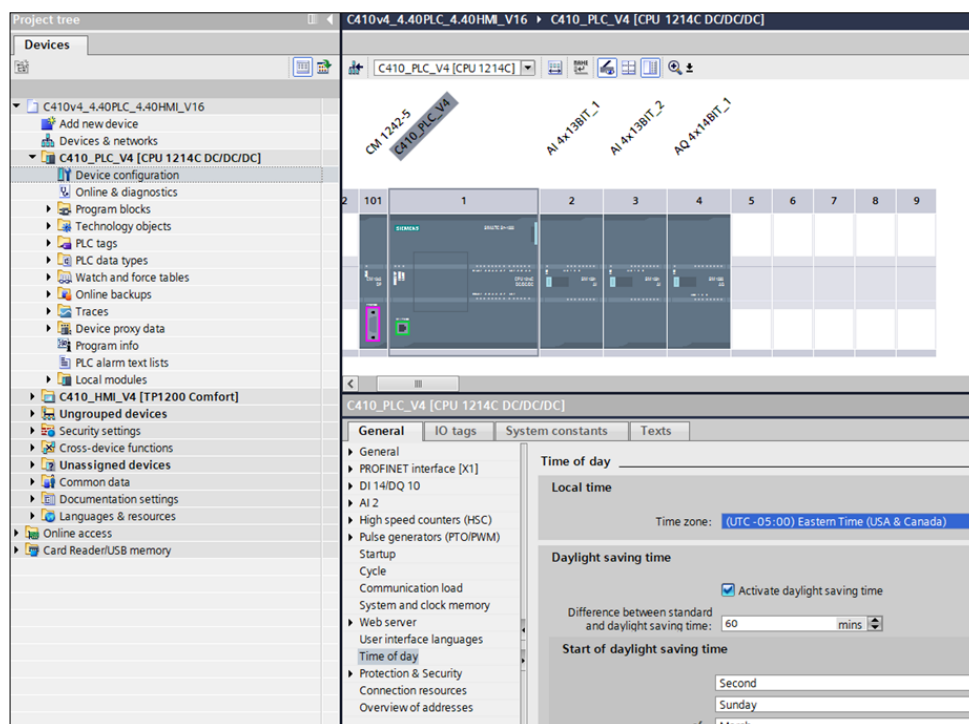 Project tree
Devices
C410v4_4.40PLC_4.40HMI_V16
Add new device
Devices & networks
C410_PLC_V4 [CPU 1214C DC/DC/DC]
Device configuration
Online & diagnostics
Program blocks
Technology objects
PLC tags
PLC data types
Watch and force tables
Online backups
Traces
Device proxy data
Program info
PLC alarm text lists
Local modules
C410_HMI_V4 [TP1200 Comfort]
Ungrouped devices
Security settings
Cross-device functions
Unassigned devices
Common data
Documentation settings
Languages & resources
Online access
Card Reader/USB memory
C410v4_4.40PLC_4.40HMI_V16 C410_PLC_V4 [CPU 1214C DC/DC/DC]
C410_PLC_V4 [CPU 1214C]
CM 1242-5
C410_PLC_V4
AI 4x13BIT_1
AI 4x13BIT_2
AQ 4x14BIT_1
2 101 1 2 3 4 5 6 7 8 9
SIEMENS
C410_PLC_V4 [CPU 1214C DC/DC/DC]
General IO tags System constants Texts
General
PROFINET interface [X1]
DI 14/DQ 10
AI 2
High speed counters (HSC)
Pulse generators (PTO/PWM)
Startup
Cycle
Communication load
System and clock memory
Web server
User interface languages
Time of day
Protection & Security
Connection resources
Overview of addresses
Time of day
Local time
Time zone: (UTC -05:00) Eastern Time (USA & Canada)
Daylight saving time
Activate daylight saving time
Difference between standard
and daylight saving time: 60 mins
Start of daylight saving time
Second
Sunday
of March